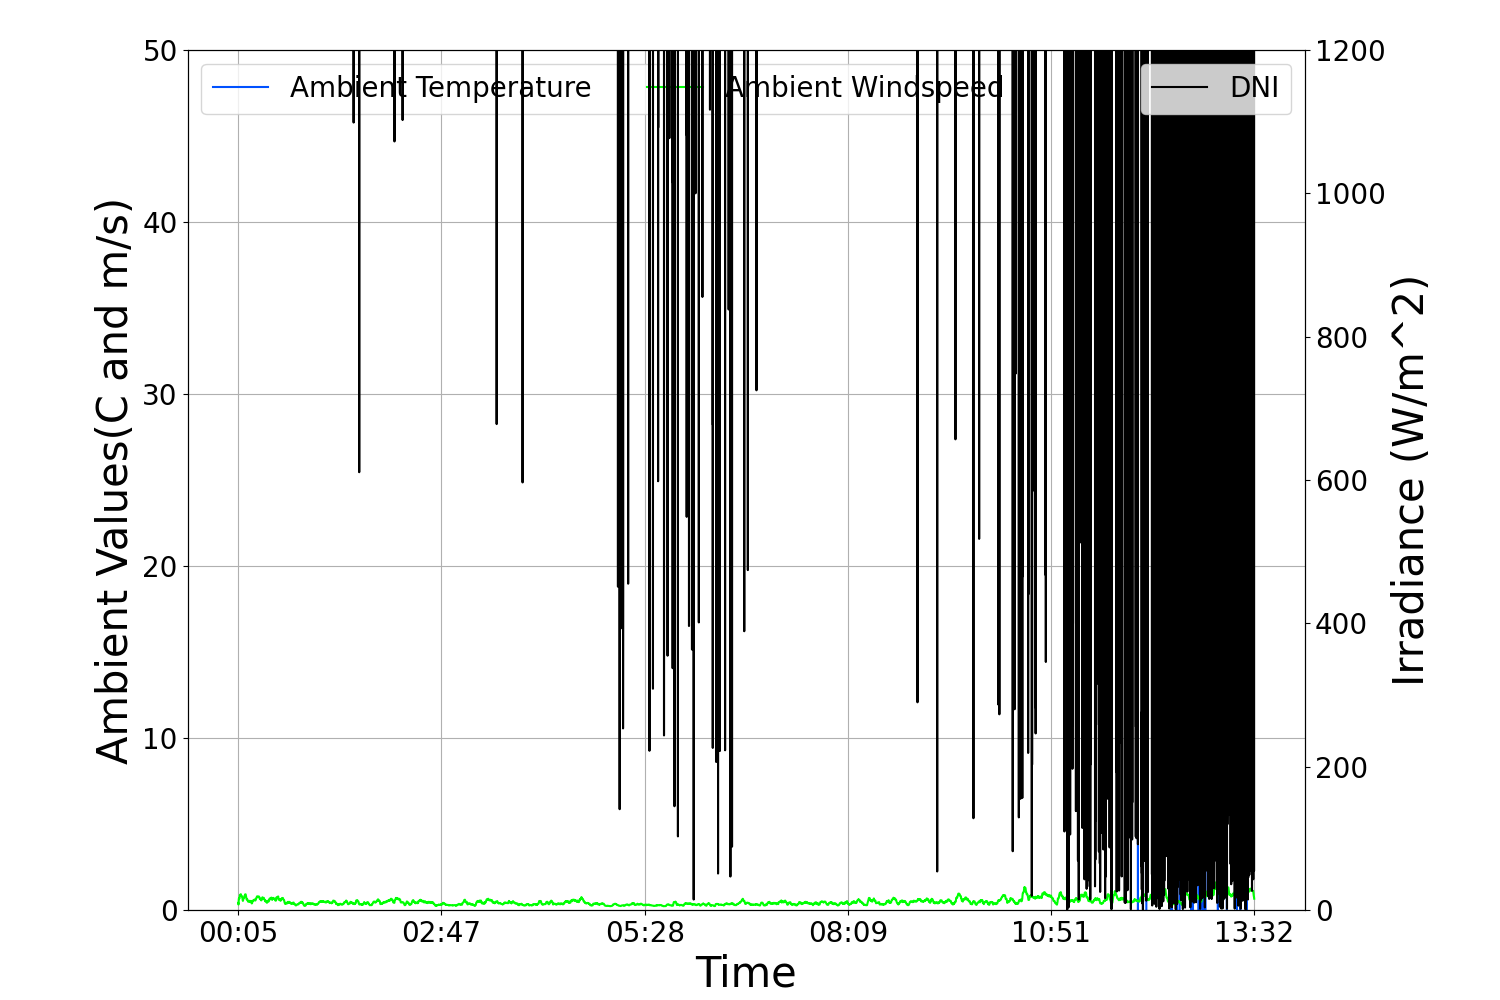 Ambient Temperature
Ambient Windspeed
DNI
Ambient Values(C and m/s)
50
40
30
20
10
0
1200
1000
800
600
400
200
0
Irradiance (W/m^2)
00:05 02:47 05:28 08:09 10:51 13:32
Time